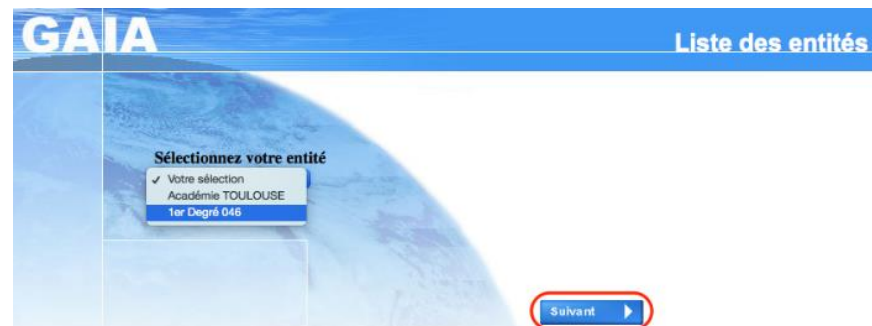 GAIA
Liste des entités
Sélectionnez votre entité
✓ Votre sélection
Académie TOULOUSE
1er Degré 046
Suivant